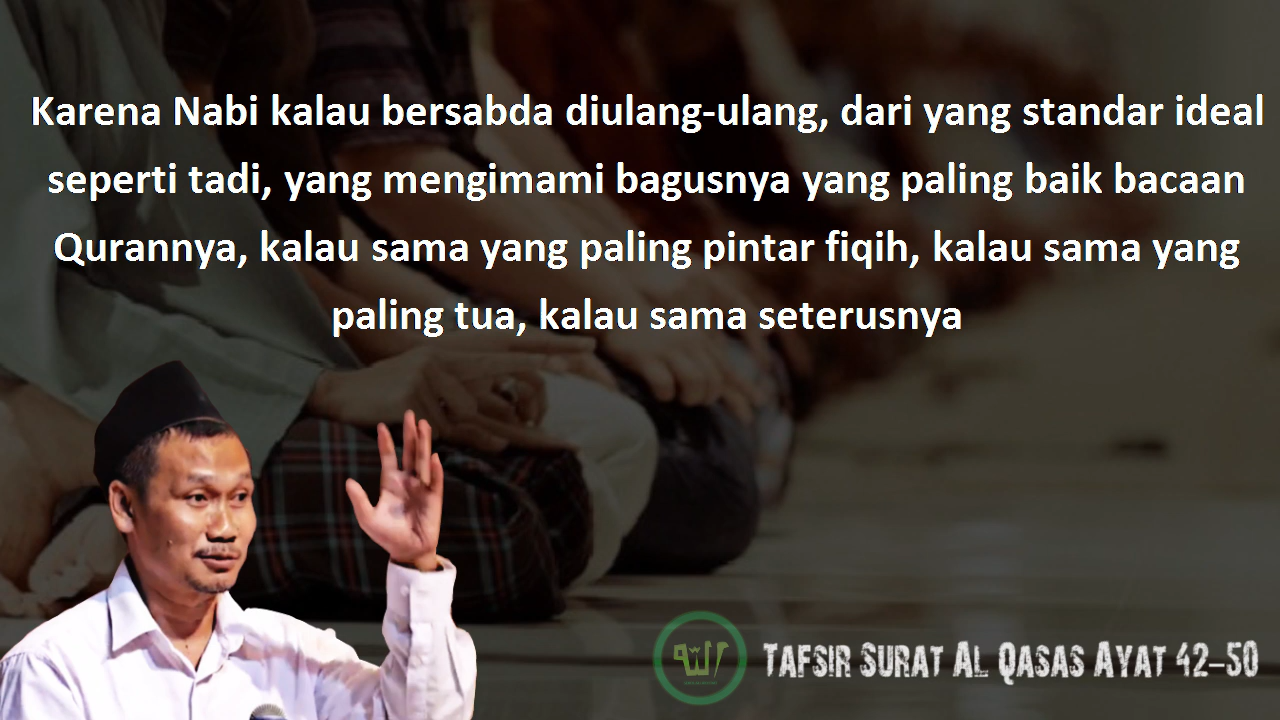 Karena Nabi kalau bersabda diulang-ulang, dari yang standar ideal
seperti tadi, yang mengimami bagusnya yang paling baik bacaan
Qurannya, kalau sama yang paling pintar fiqih, kalau sama yang
paling tua, kalau sama seterusnya
Tafsir Surat Al Qasas Ayat 42-50